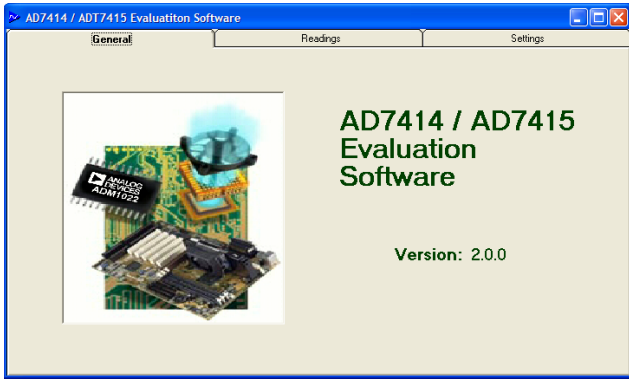 AD7414 / ADT7415 Evaluatiton Software
General
Readings
Settings
ANALOG
DEVICES
ADM1022
AD7414 / AD7415
Evaluation
Software
Version: 2.0.0